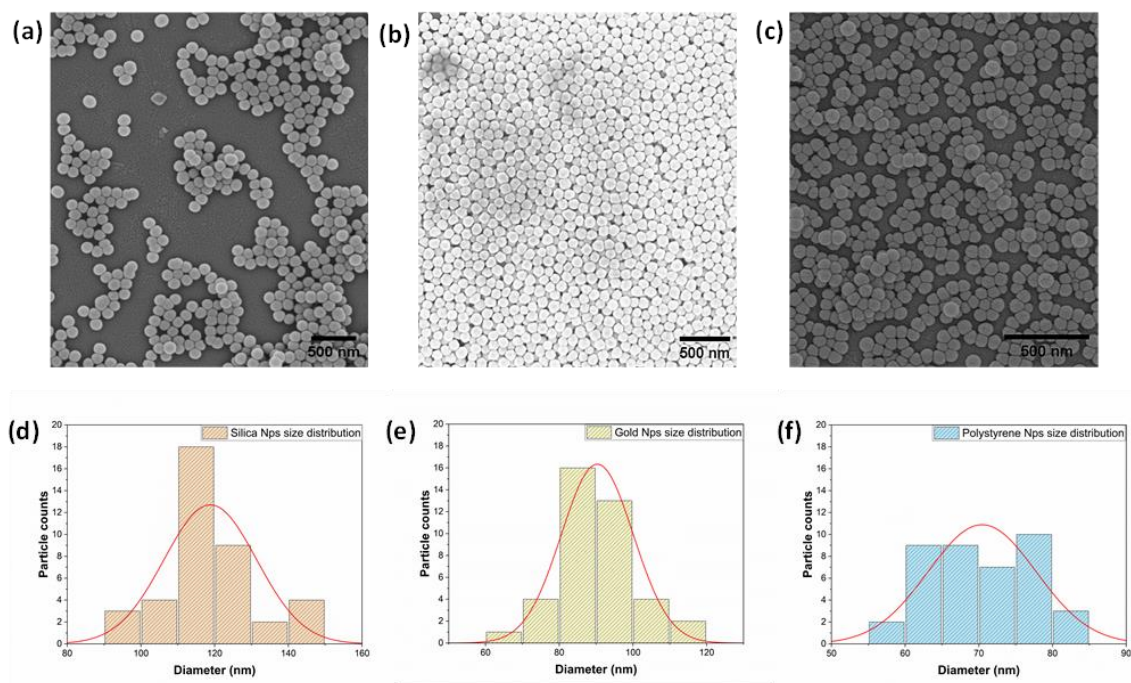 (a)
(b)
(c)
500 nm
500 nm
500 nm
(d)
Silica Nps size distribution
20
18
16
14
12
10
8
6
4
2
0
Particle counts
80 100 120 140 160
Diameter (nm)
(e)
Gold Nps size distribution
20
18
16
14
12
10
8
6
4
2
0
Particle counts
60 80 100 120
Diameter (nm)
(f)
Polystyrene Nps size distribution
20
18
16
14
12
10
8
6
4
2
0
Particle counts
50 60 70 80 90
Diameter (nm)